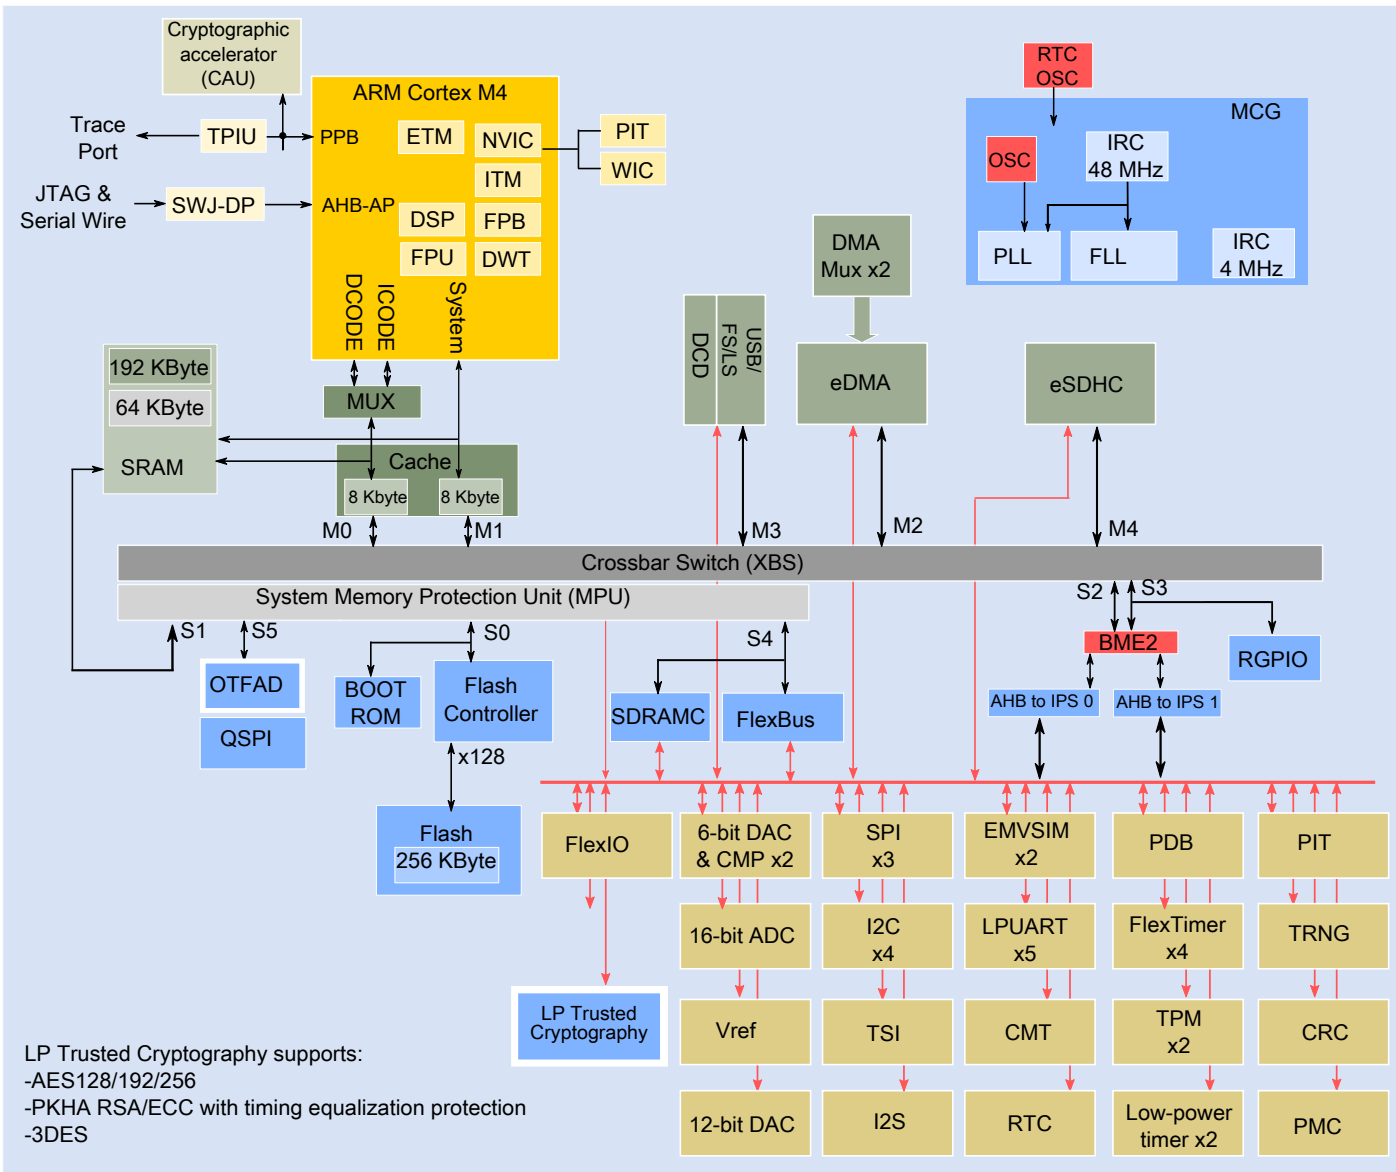 Cryptographic
accelerator
(CAU)
ARM Cortex M4
Trace
Port
TPIU
PPB
ETM
NVIC
PIT
WIC
ITM
JTAG &
Serial Wire
SWJ-DP
AHB-AP
DSP
FPB
FPU
DWT
DCODE
ICODE
System
RTC
OSC
MCG
OSC
IRC
48 MHz
PLL
FLL
IRC
4 MHz
DMA
Mux x2
192 KByte
64 KByte
SRAM
MUX
Cache
8 Kbyte
8 Kbyte
DCD
USB/
FS/LS
eDMA
eSDHC
M0
M1
M3
M2
M4
Crossbar Switch (XBS)
System Memory Protection Unit (MPU)
S1
S5
S0
S4
S2
S3
OTFAD
QSPI
BOOT
ROM
Flash
Controller
x128
Flash
256 KByte
SDRAMC
FlexBus
BME2
RGPIO
AHB to IPS 0
AHB to IPS 1
FlexIO
6-bit DAC
& CMP x2
SPI
x3
EMVSIM
x2
PDB
PIT
16-bit ADC
I2C
x4
LPUART
x5
FlexTimer
x4
TRNG
LP Trusted
Cryptography
Vref
TSI
CMT
TPM
x2
CRC
12-bit DAC
I2S
RTC
Low-power
timer x2
PMC
LP Trusted Cryptography supports:
-AES128/192/256
-PKHA RSA/ECC with timing equalization protection
-3DES